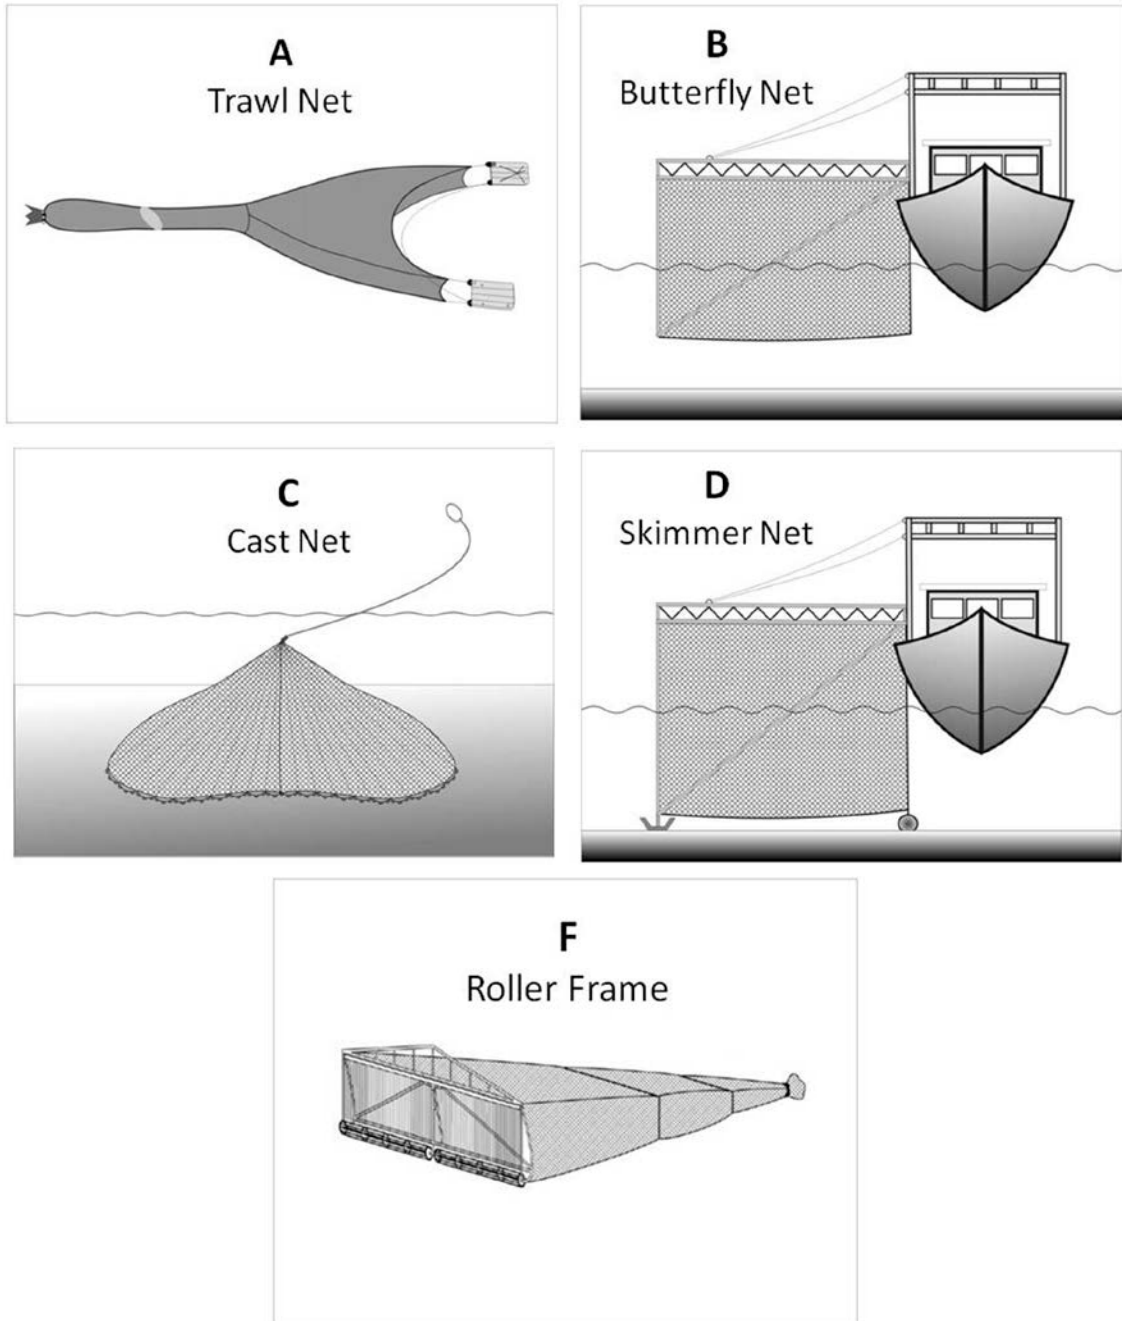 A
Trawl Net
B
Butterfly Net
C
Cast Net
D
Skimmer Net
F
Roller Frame